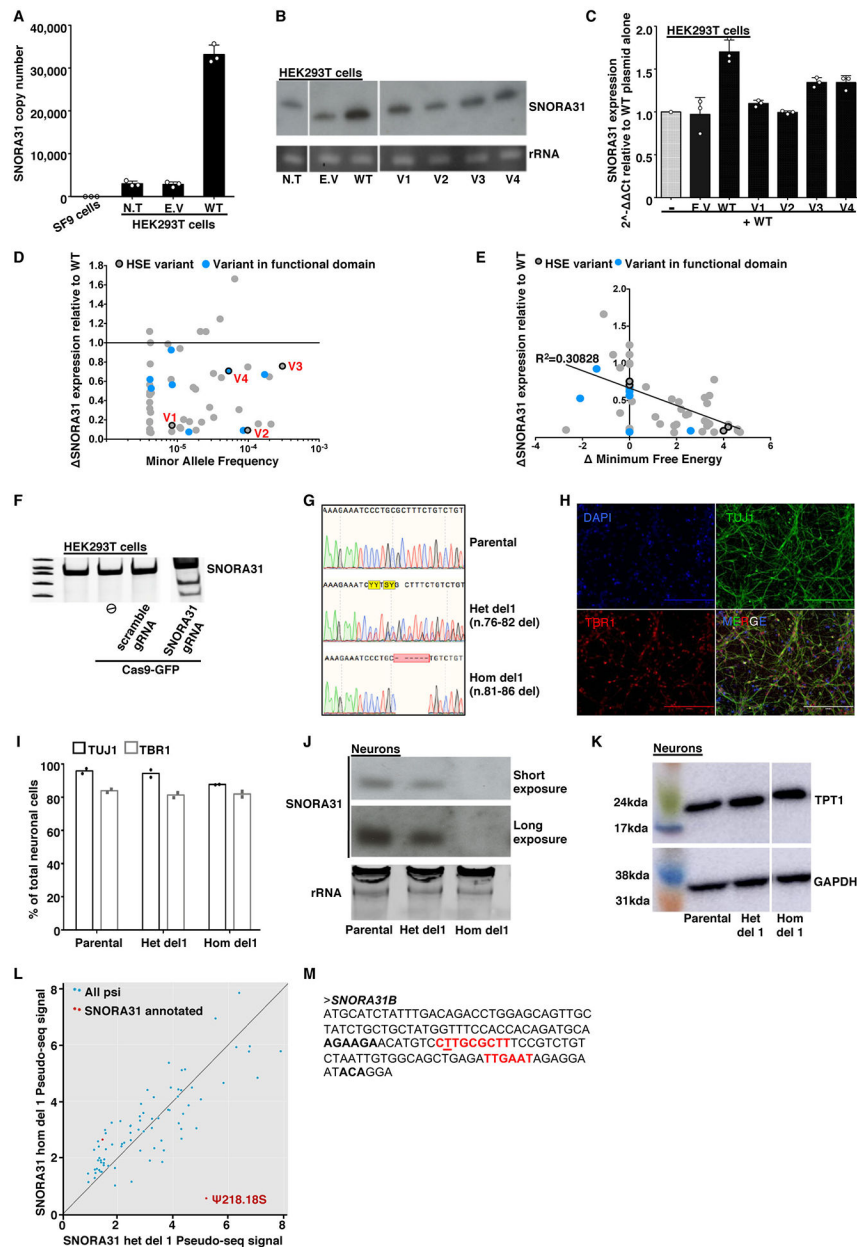 A
SNORA31 copy number
40,000
30,000
20,000
10,000
0
SF9 cells
N.T
E.V
WT
HEK293T cells
B
HEK293T cells
SNORA31
rRNA
N.T
E.V
WT
V1
V2
V3
V4
C
HEK293T cells
SNORA31 expression
2^-ΔΔCt relative to WT plasmid alone
2.0
1.5
1.0
0.5
0.0
-
E.V
WT
V1
V2
V3
V4
+ WT
D
HSE variant
Variant in functional domain
ΔSNORA31 expression relative to WT
1.8
1.6
1.4
1.2
1.0
0.8
0.6
0.4
0.2
0.0
V1
V2
V3
V4
10-6
10-5
10-4
10-3
Minor Allele Frequency
E
HSE variant
Variant in functional domain
ΔSNORA31 expression relative to WT
2.0
1.5
1.0
0.5
0.0
R2=0.30828
-4
-2
0
2
4
6
Δ Minimum Free Energy
F
HEK293T cells
SNORA31
scramble
gRNA
SNORA31
gRNA
Cas9-GFP
G
AAAGAAATCCCTGCGCTTTCTGTCTGT
Parental
AAAGAAATCYYTSYG CTTTCTGTCTGT
Het del1
(n.76-82 del)
AAAGAAATCCCTGC------TGTCTGT
Hom del1
(n.81-86 del)
H
DAPI
TUJ1
TBR1
MERGE
I
TUJ1
TBR1
% of total neuronal cells
100
80
60
40
20
0
Parental
Het del1
Hom del1
J
Neurons
SNORA31
Short
exposure
Long
exposure
rRNA
Parental
Het del1
Hom del1
K
Neurons
24kda
17kda
TPT1
38kda
31kda
GAPDH
Parental
Het
del 1
Hom
del 1
L
All psi
SNORA31 annotated
SNORA31 hom del 1 Pseudo-seq signal
8
6
4
2
0
Ψ218.18S
0
2
4
6
8
SNORA31 het del 1 Pseudo-seq signal
M
>SNORA31B
ATGCATCTATTTGACAGACCTGGAGCAGTTGC
TATCTGCTGCTATGGTTTCCACCACAGATGCA
AGAAGAACATGTCCTTGCGCTTTCCGTCTGT
CTAATTGTGGCAGCTGAGATTGAATAGAGGA
ATACAGGA